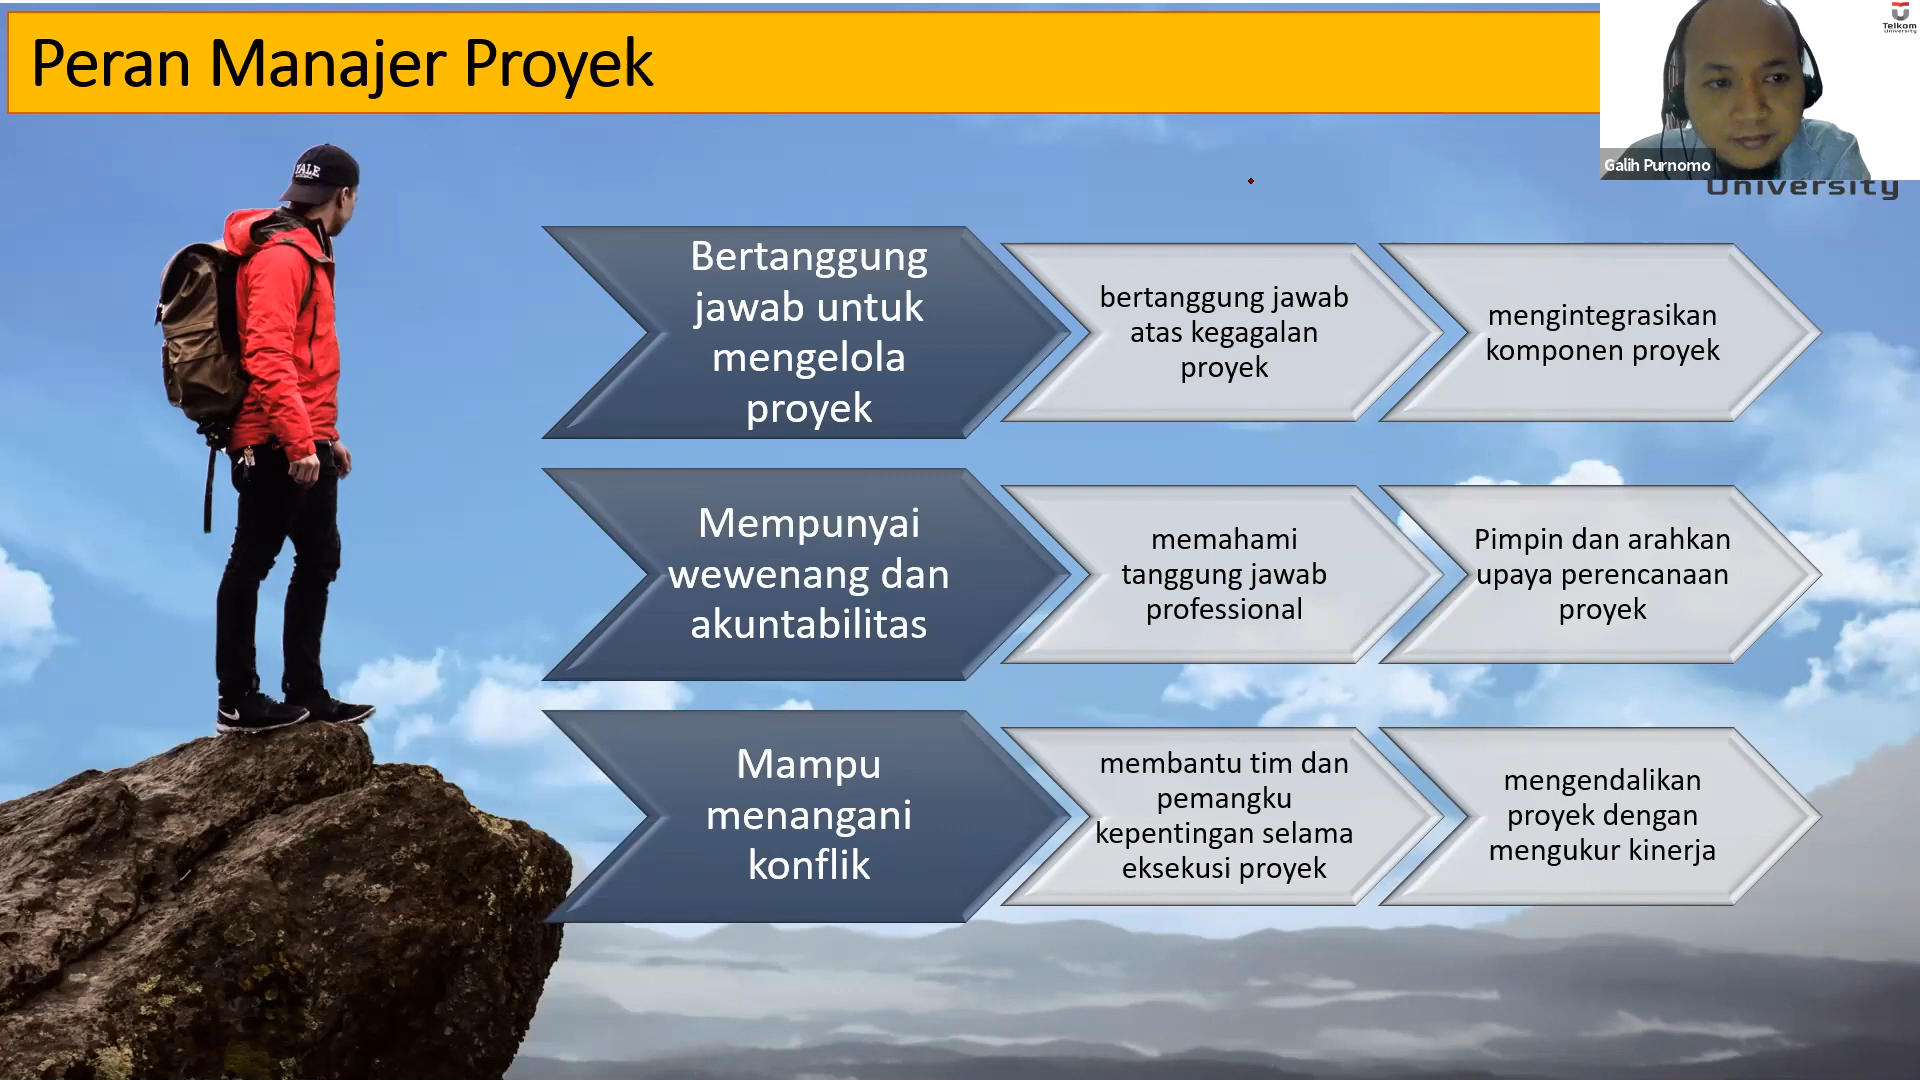 Peran Manajer Proyek
Telkom
University
Galih Purnomo
University
YALE
Bertanggung
jawab untuk
mengelola
proyek
bertanggung jawab
atas kegagalan
proyek
mengintegrasikan
komponen proyek
Mempunyai
wewenang dan
akuntabilitas
memahami
tanggung jawab
professional
Pimpin dan arahkan
upaya perencanaan
proyek
Mampu
menangani
konflik
membantu tim dan
pemangku
kepentingan selama
eksekusi proyek
mengendalikan
proyek dengan
mengukur kinerja